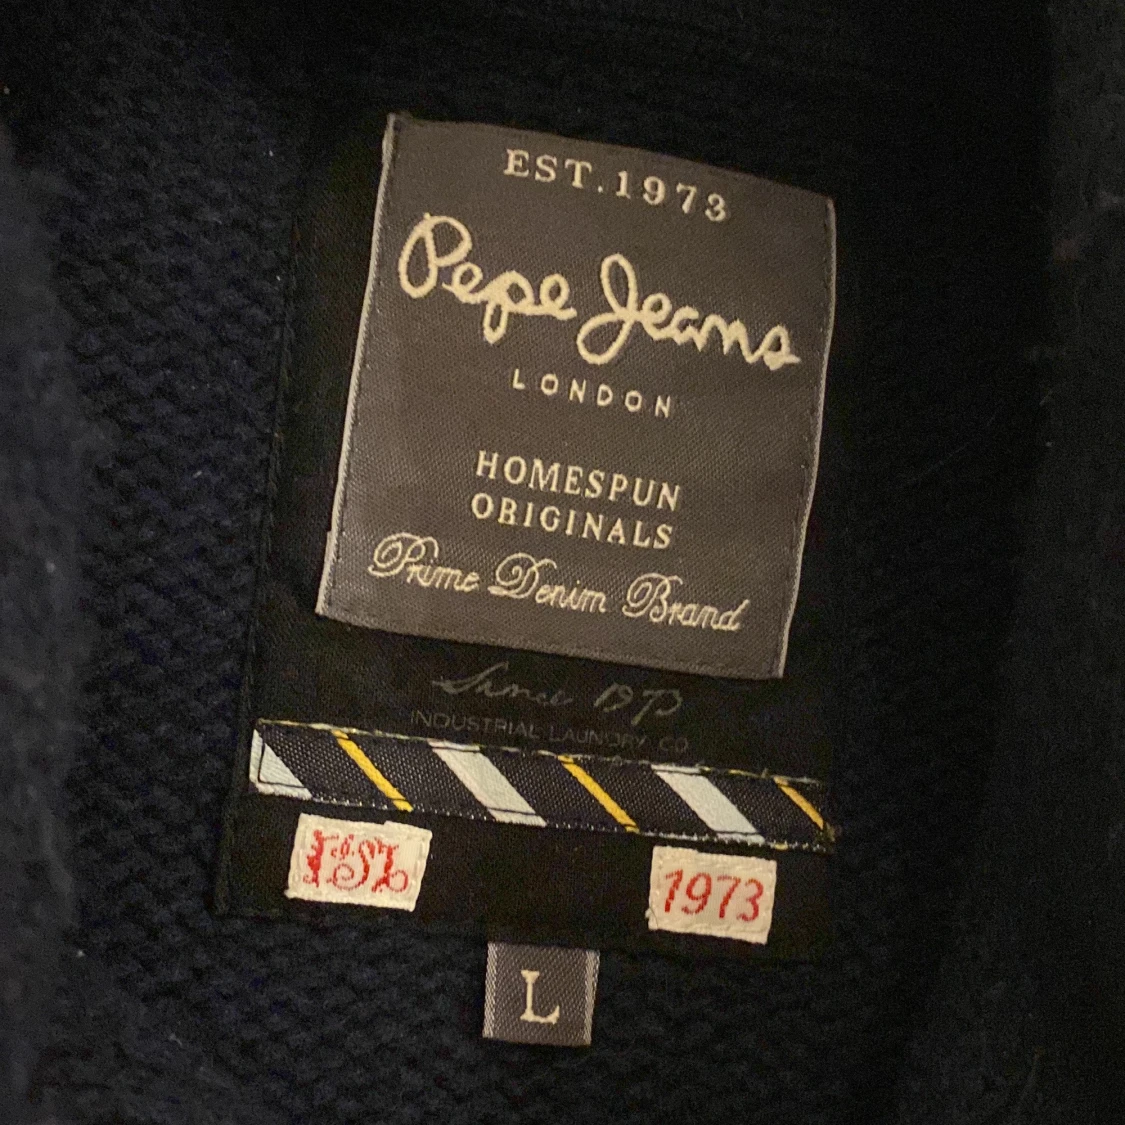 EST.1973
Pepe Jeans
LONDON
HOMESPUN
ORIGINALS
Prime Denim Brand
Since 1973
INDUSTRIAL LAUNDRY CO
1973
L